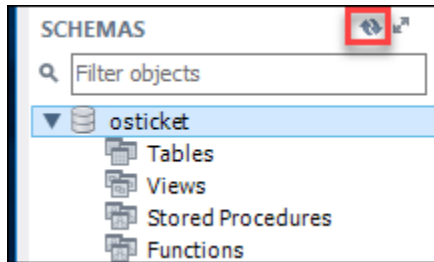 SCHEMAS
Filter objects
osticket
Tables
Views
Stored Procedures
Functions